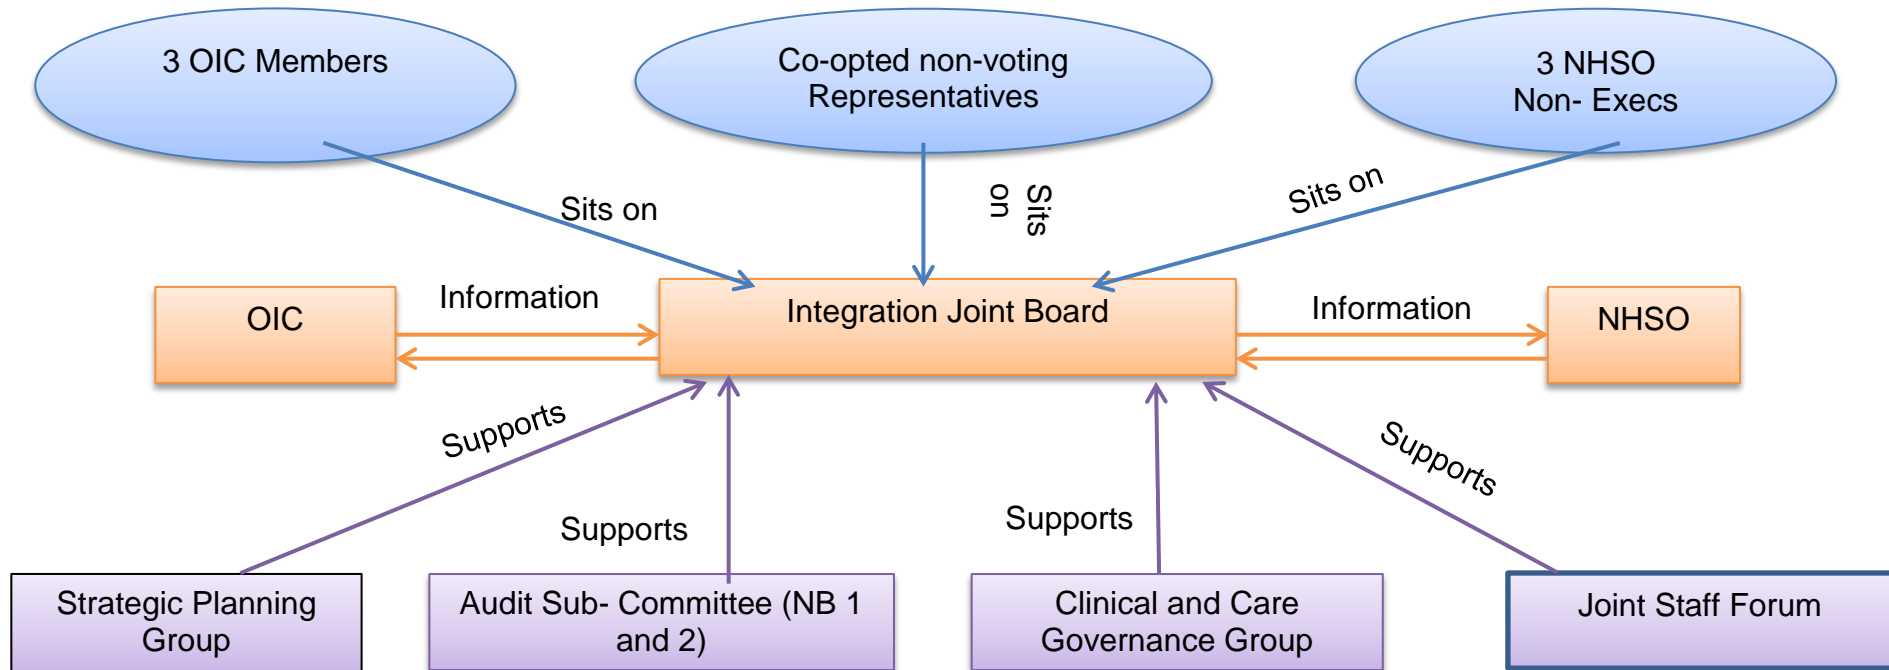 3 OIC Members
Co-opted non-voting
Representatives
3 NHSO
Non- Execs
Sits on
Sits
on
Sits on
OIC
Information
Integration Joint Board
Information
NHSO
Supports
Supports
Supports
Supports
Strategic Planning
Group
Audit Sub- Committee (NB 1
and 2)
Clinical and Care
Governance Group
Joint Staff Forum